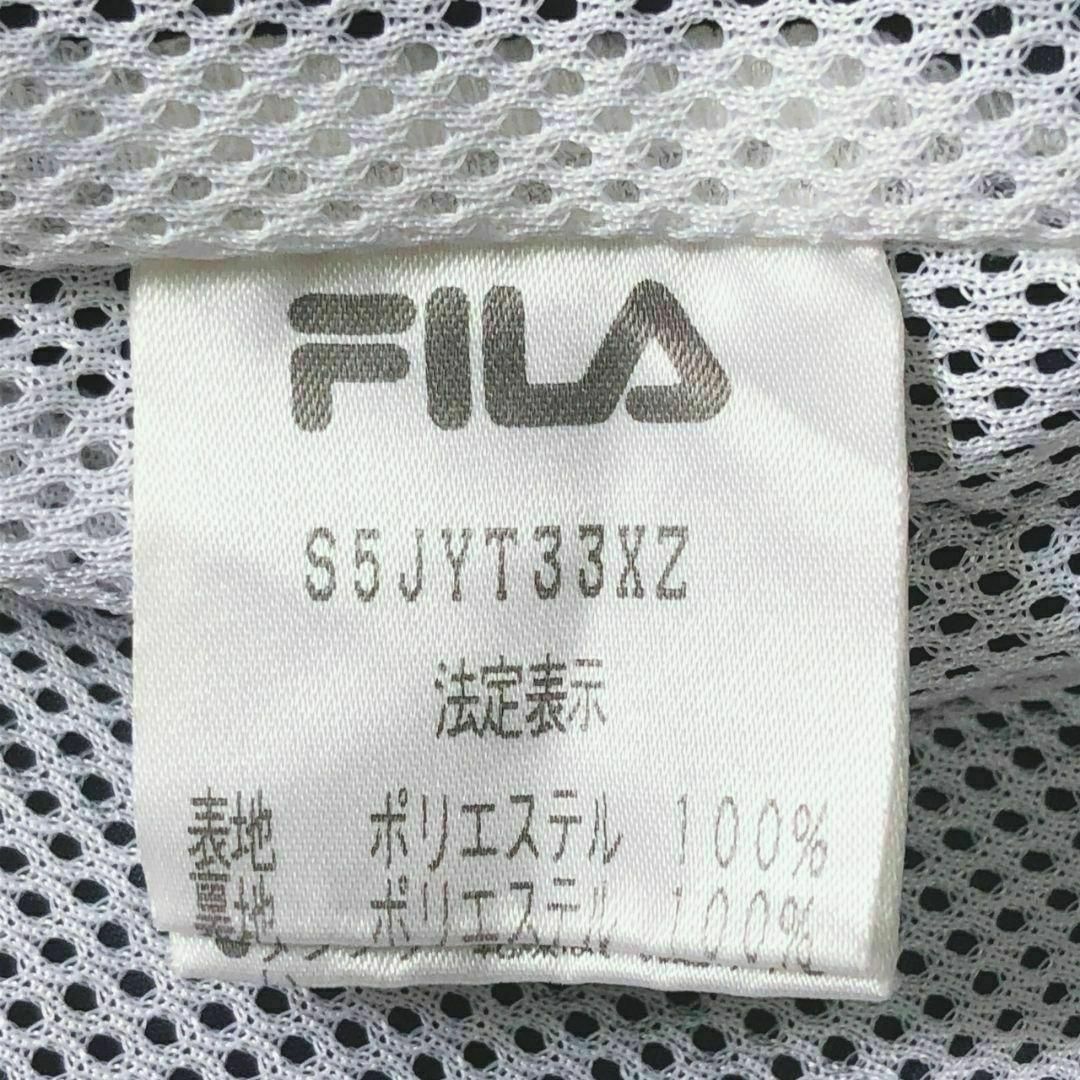 FILA
S5JYT33XZ
法定表示
表地 ポリエステル 100%
裏地 ポリエステル 100%